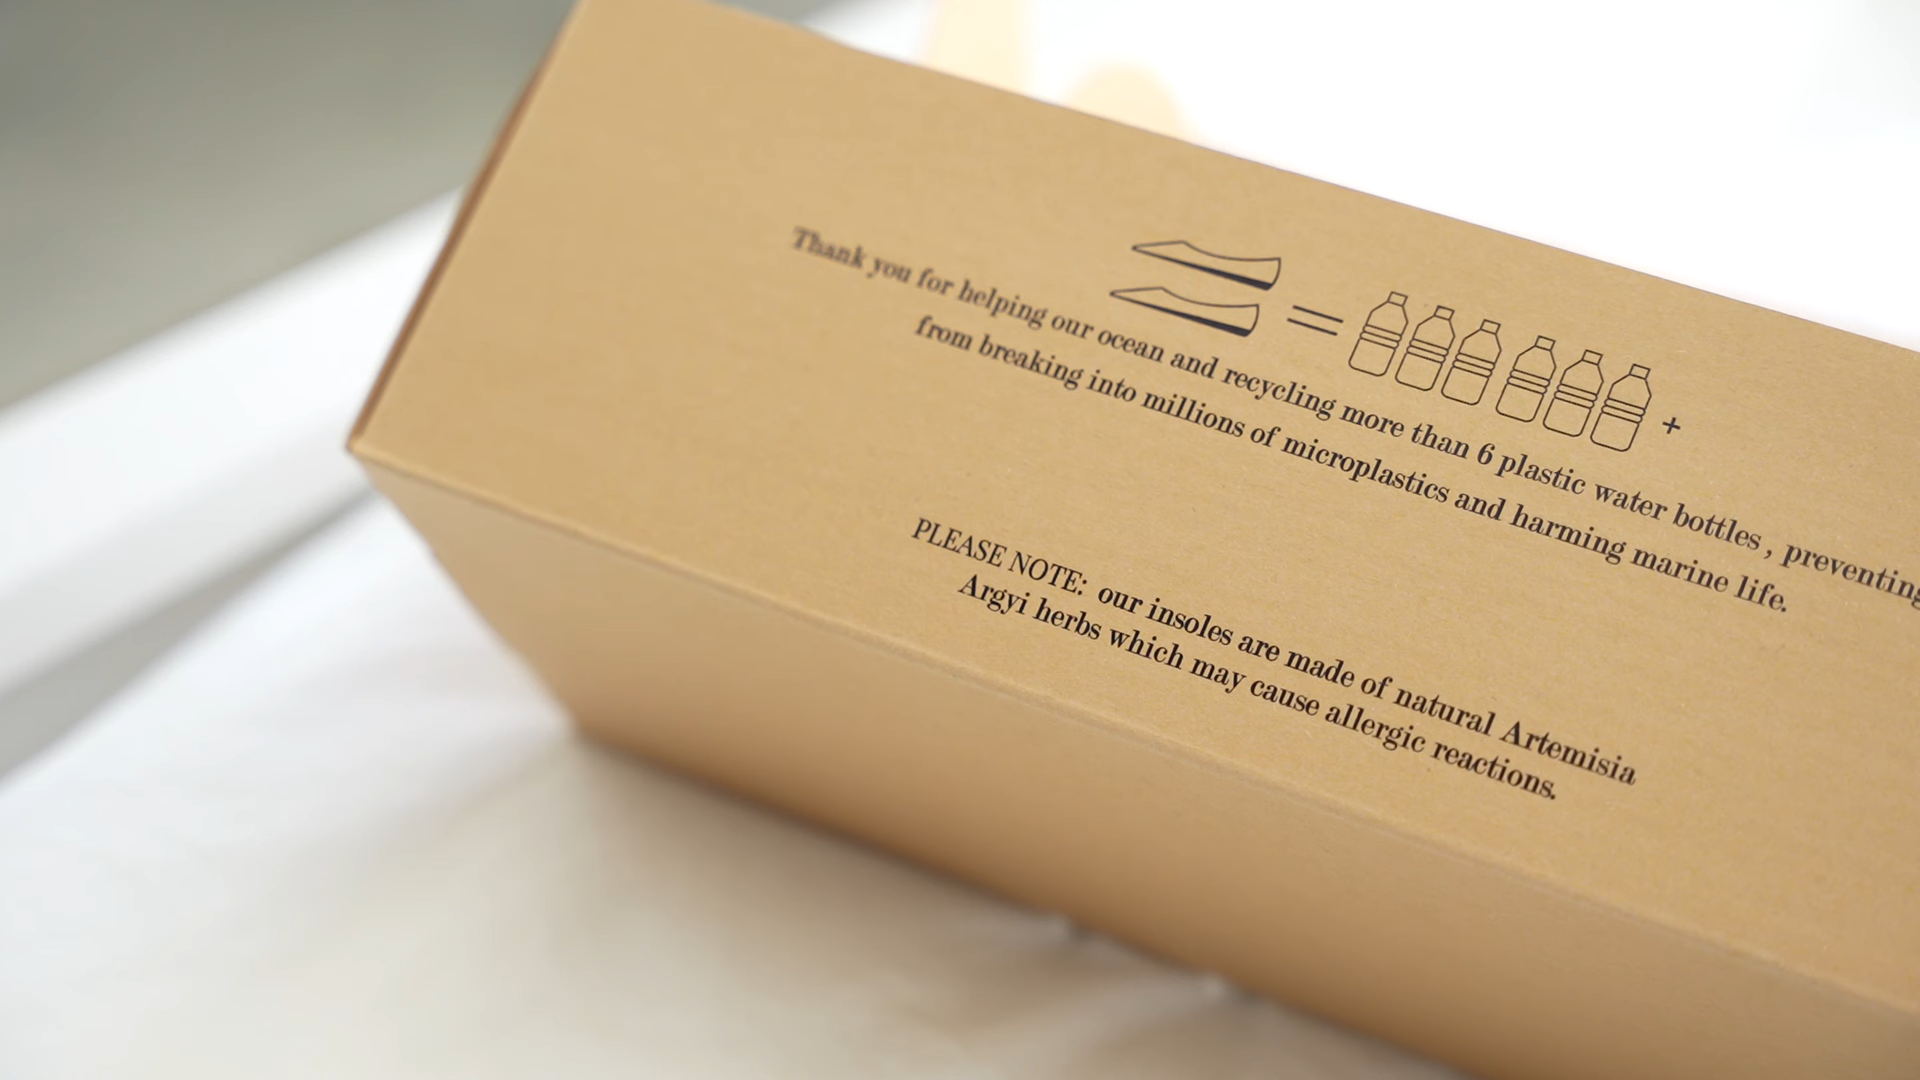 +
Thank you for helping our ocean and recycling more than 6 plastic water bottles , preventing
from breaking into millions of microplastics and harming marine life.
PLEASE NOTE: our insoles are made of natural Artemisia
Argyi herbs which may cause allergic reactions.